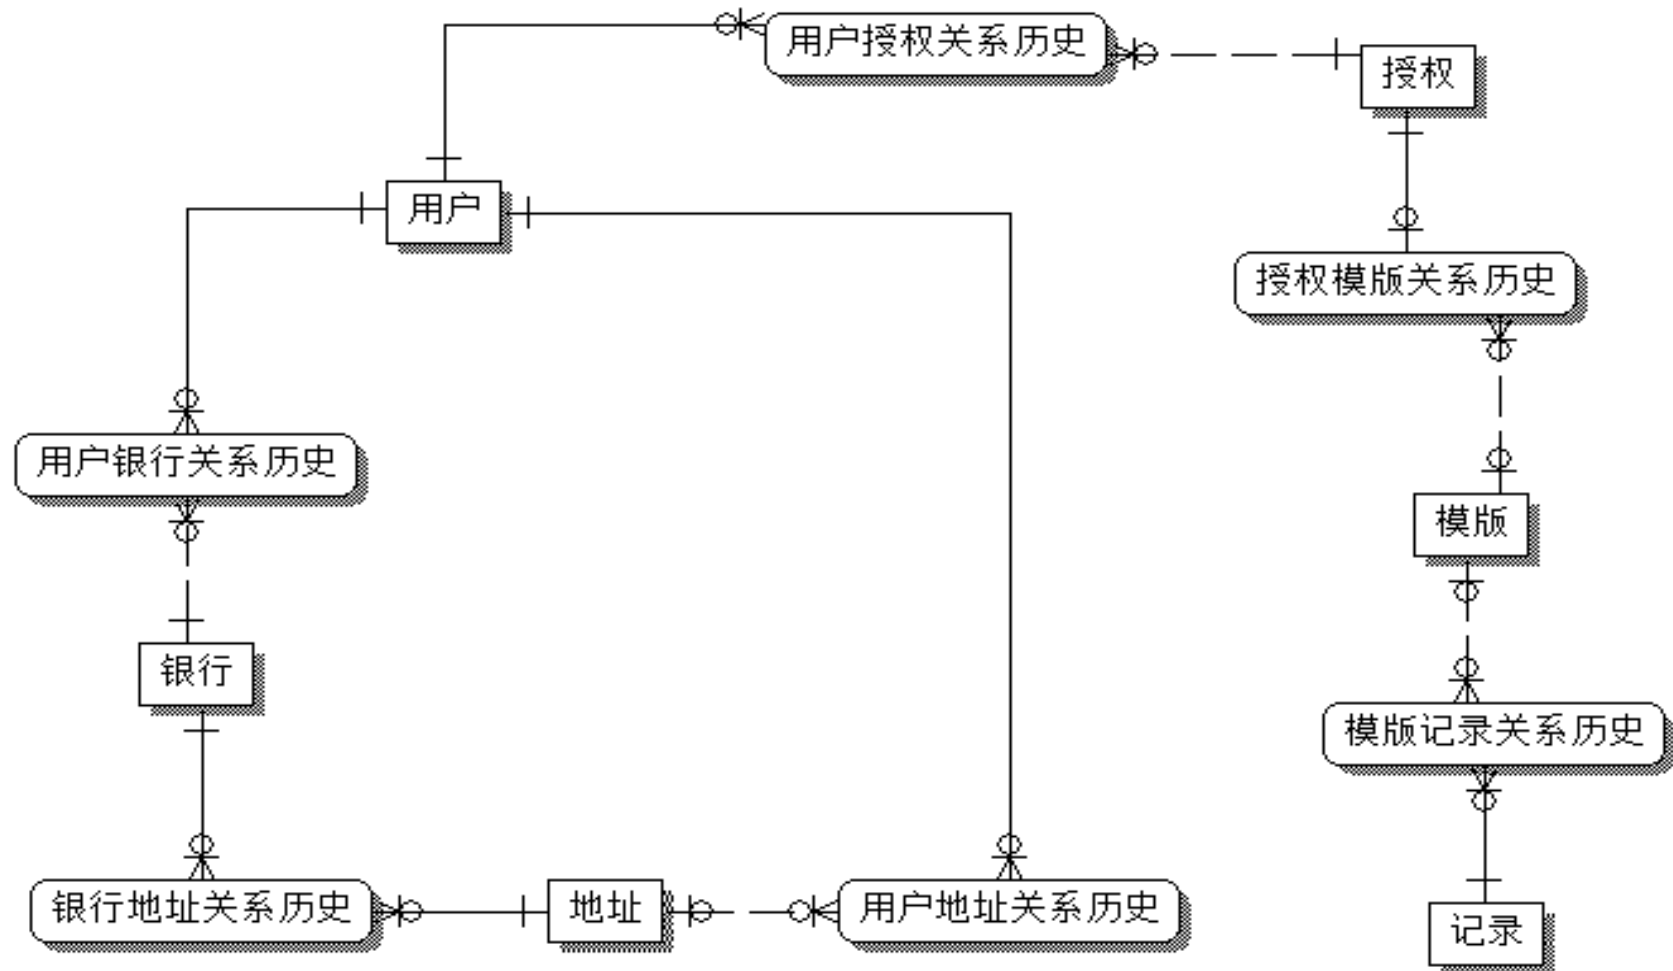 用户授权关系历史
授权
用户
授权模版关系历史
用户银行关系历史
模版
银行
模版记录关系历史
银行地址关系历史
地址
用户地址关系历史
记录